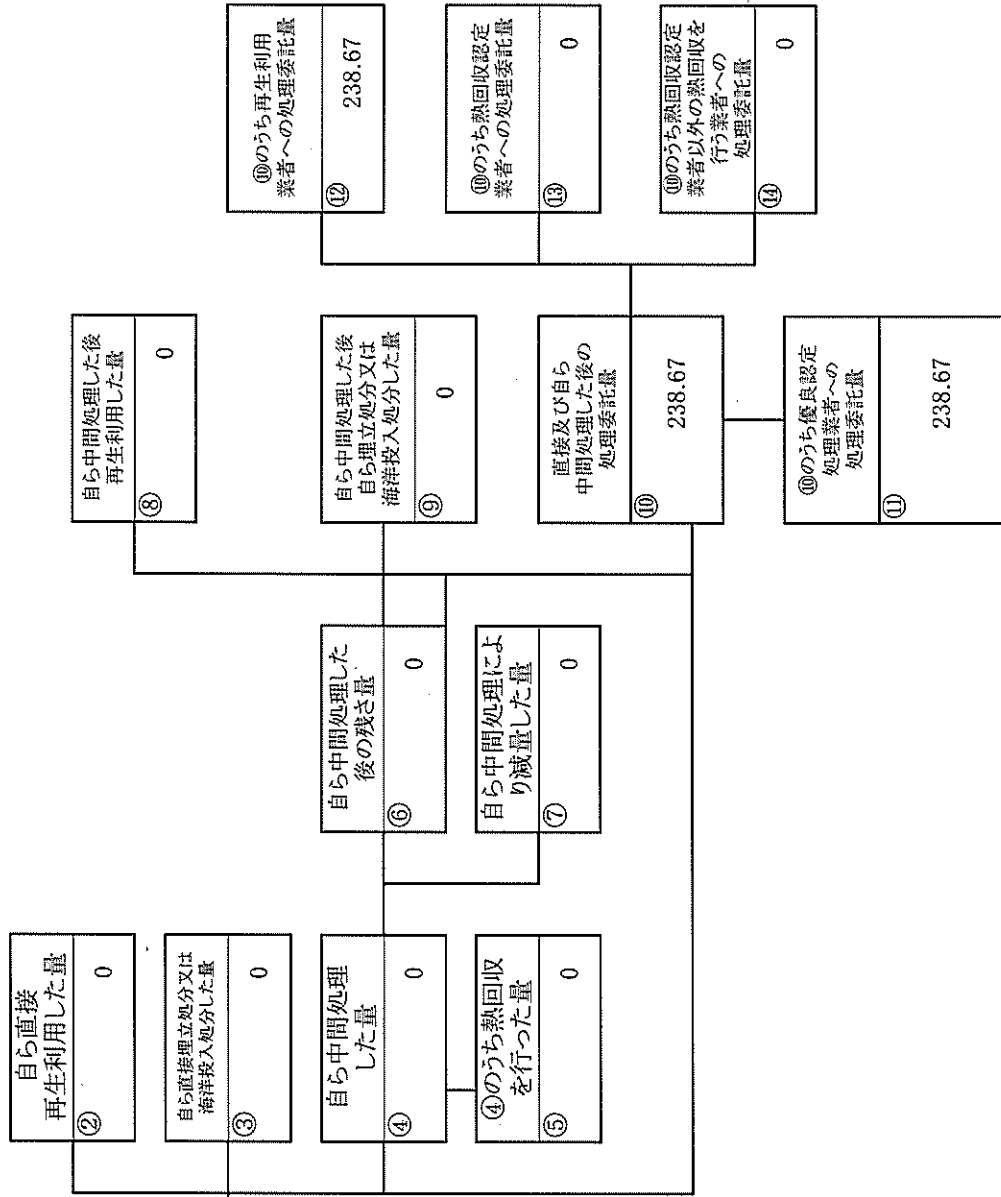 自ら直接
再生利用した量
②
0
自ら直接埋立処分又は
海洋投入処分した量
③
0
自ら中間処理
した量
④
0
④のうち熱回収
を行った量
⑤
0
自ら中間処理した
後の残さ量
⑥
0
自ら中間処理によ
り減量した量
⑦
0
自ら中間処理した後
再生利用した量
⑧
0
自ら中間処理した後
自ら埋立処分又は
海洋投入処分した量
⑨
0
直接及び自ら
中間処理した後の
処理委託量
⑩
238.67
⑩のうち優良認定
処理業者への
処理委託量
⑪
238.67
⑩のうち再生利用
業者への処理委託量
⑫
238.67
⑩のうち熱回収認定
業者への処理委託量
⑬
0
⑩のうち熱回収認定
業者以外の熱回収を
行う業者への
処理委託量
⑭
0